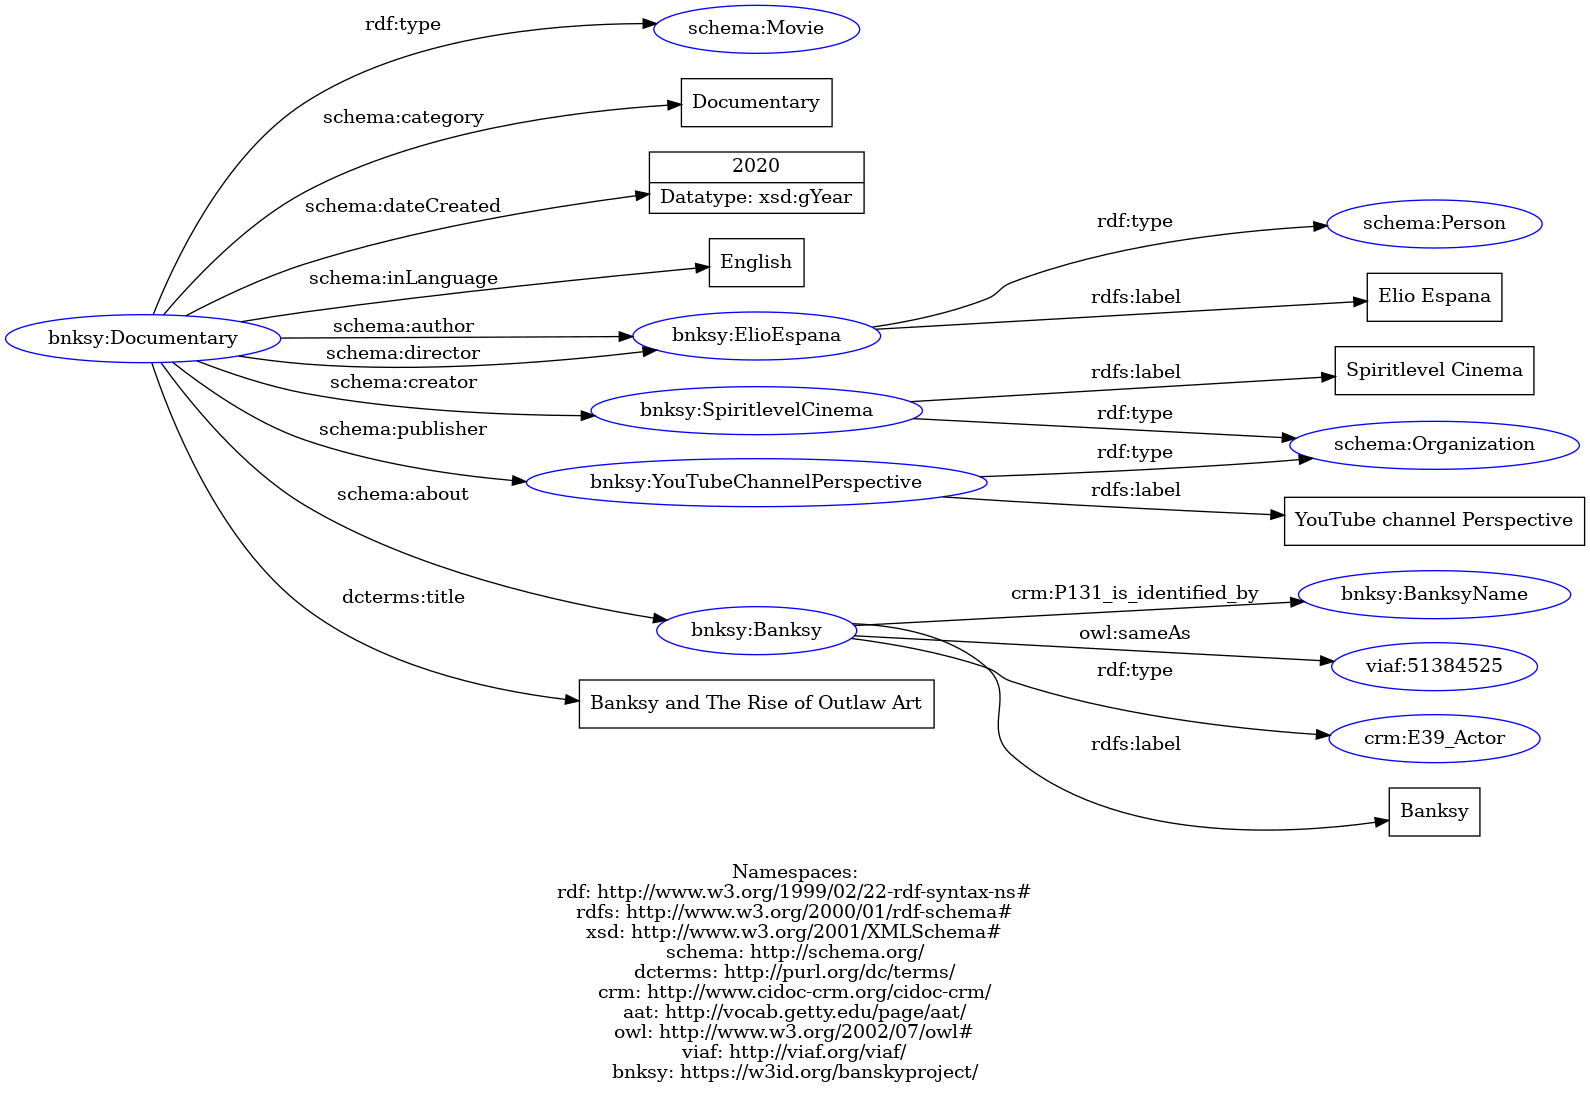 rdf:type
schema:Movie
schema:category
Documentary
schema:dateCreated
2020
Datatype: xsd:gYear
schema:inLanguage
English
bnksy:Documentary
schema:author
schema:director
bnksy:ElioEspana
rdf:type
schema:Person
rdfs:label
Elio Espana
schema:creator
bnksy:SpiritlevelCinema
rdfs:label
Spiritlevel Cinema
rdf:type
schema:Organization
schema:publisher
bnksy:YouTubeChannelPerspective
rdf:type
rdfs:label
YouTube channel Perspective
schema:about
bnksy:Banksy
crm:P131_is_identified_by
bnksy:BanksyName
owl:sameAs
viaf:51384525
rdf:type
crm:E39_Actor
rdfs:label
Banksy
dcterms:title
Banksy and The Rise of Outlaw Art
Namespaces:
rdf: http://www.w3.org/1999/02/22-rdf-syntax-ns#
rdfs: http://www.w3.org/2000/01/rdf-schema#
xsd: http://www.w3.org/2001/XMLSchema#
schema: http://schema.org/
dcterms: http://purl.org/dc/terms/
crm: http://www.cidoc-crm.org/cidoc-crm/
aat: http://vocab.getty.edu/page/aat/
owl: http://www.w3.org/2002/07/owl#
viaf: http://viaf.org/viaf/
bnksy: https://w3id.org/banskyproject/